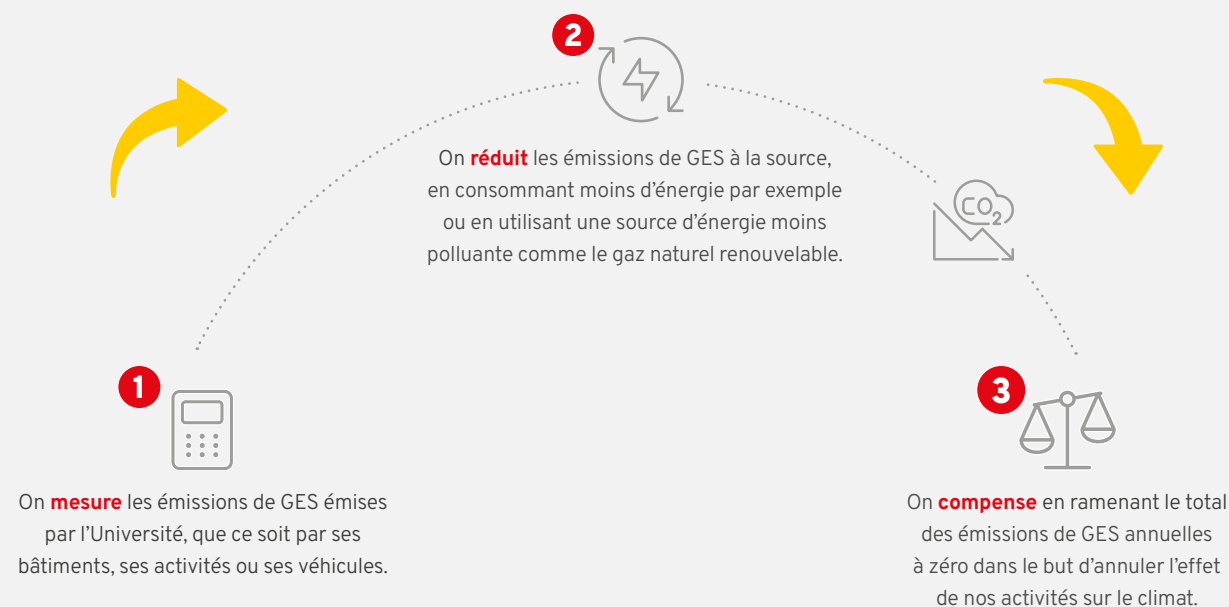 1
On mesure les émissions de GES émises
par l’Université, que ce soit par ses
bâtiments, ses activités ou ses véhicules.
2
On réduit les émissions de GES à la source,
en consommant moins d’énergie par exemple
ou en utilisant une source d’énergie moins
polluante comme le gaz naturel renouvelable.
CO₂
3
On compense en ramenant le total
des émissions de GES annuelles
à zéro dans le but d’annuler l’effet
de nos activités sur le climat.